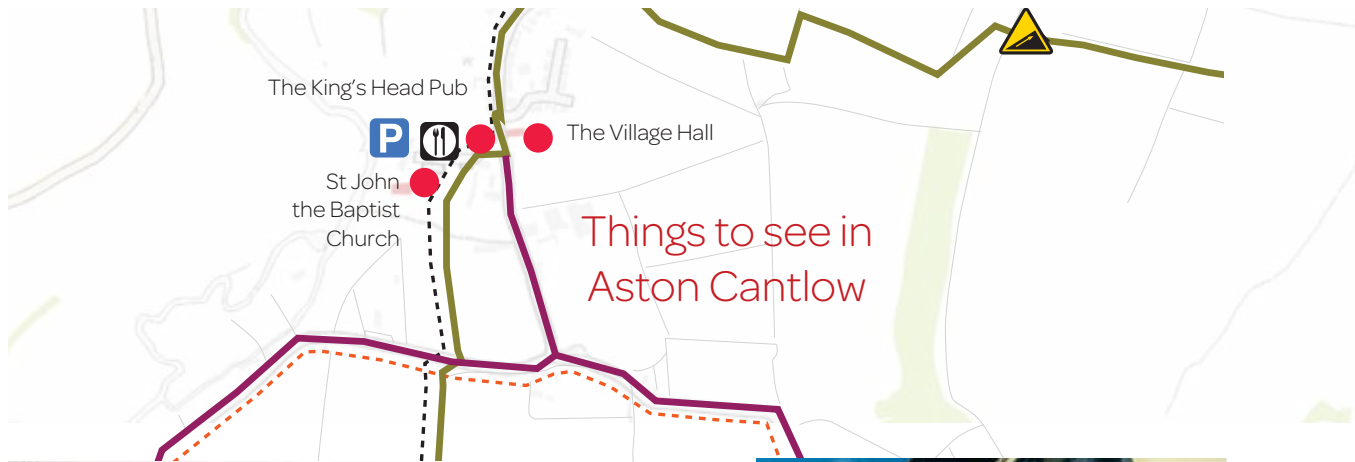 The King's Head Pub
P
The Village Hall
St John
the Baptist
Church
Things to see in
Aston Cantlow